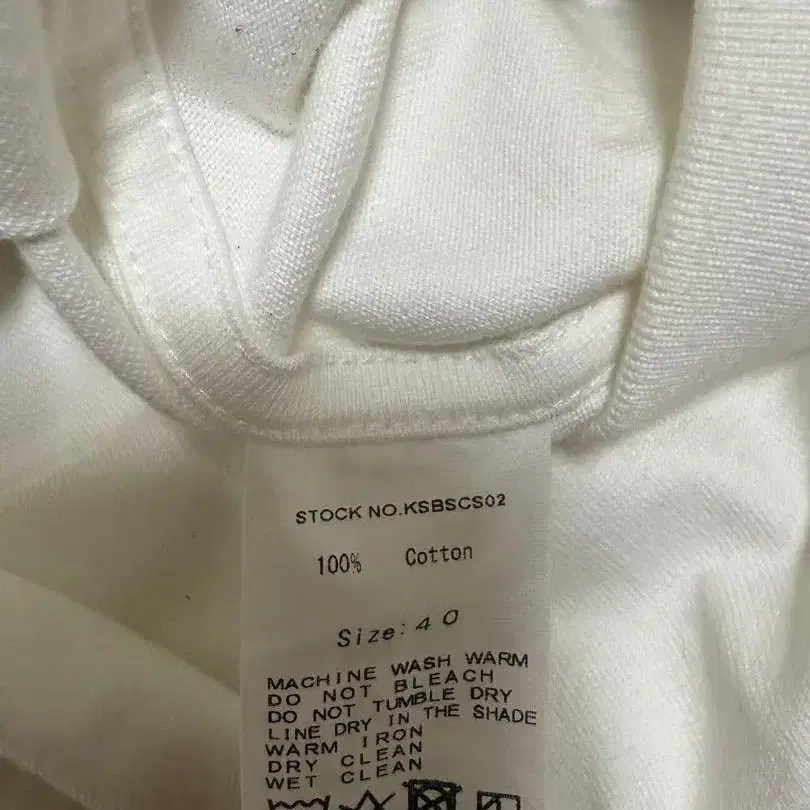 STOCK NO.KSBSCS02
100% Cotton
Size: 40
MACHINE WASH WARM
DO NOT BLEACH
DO NOT TUMBLE DRY
LINE DRY IN THE SHADE
WARM IRON
DRY CLEAN
WET CLEAN